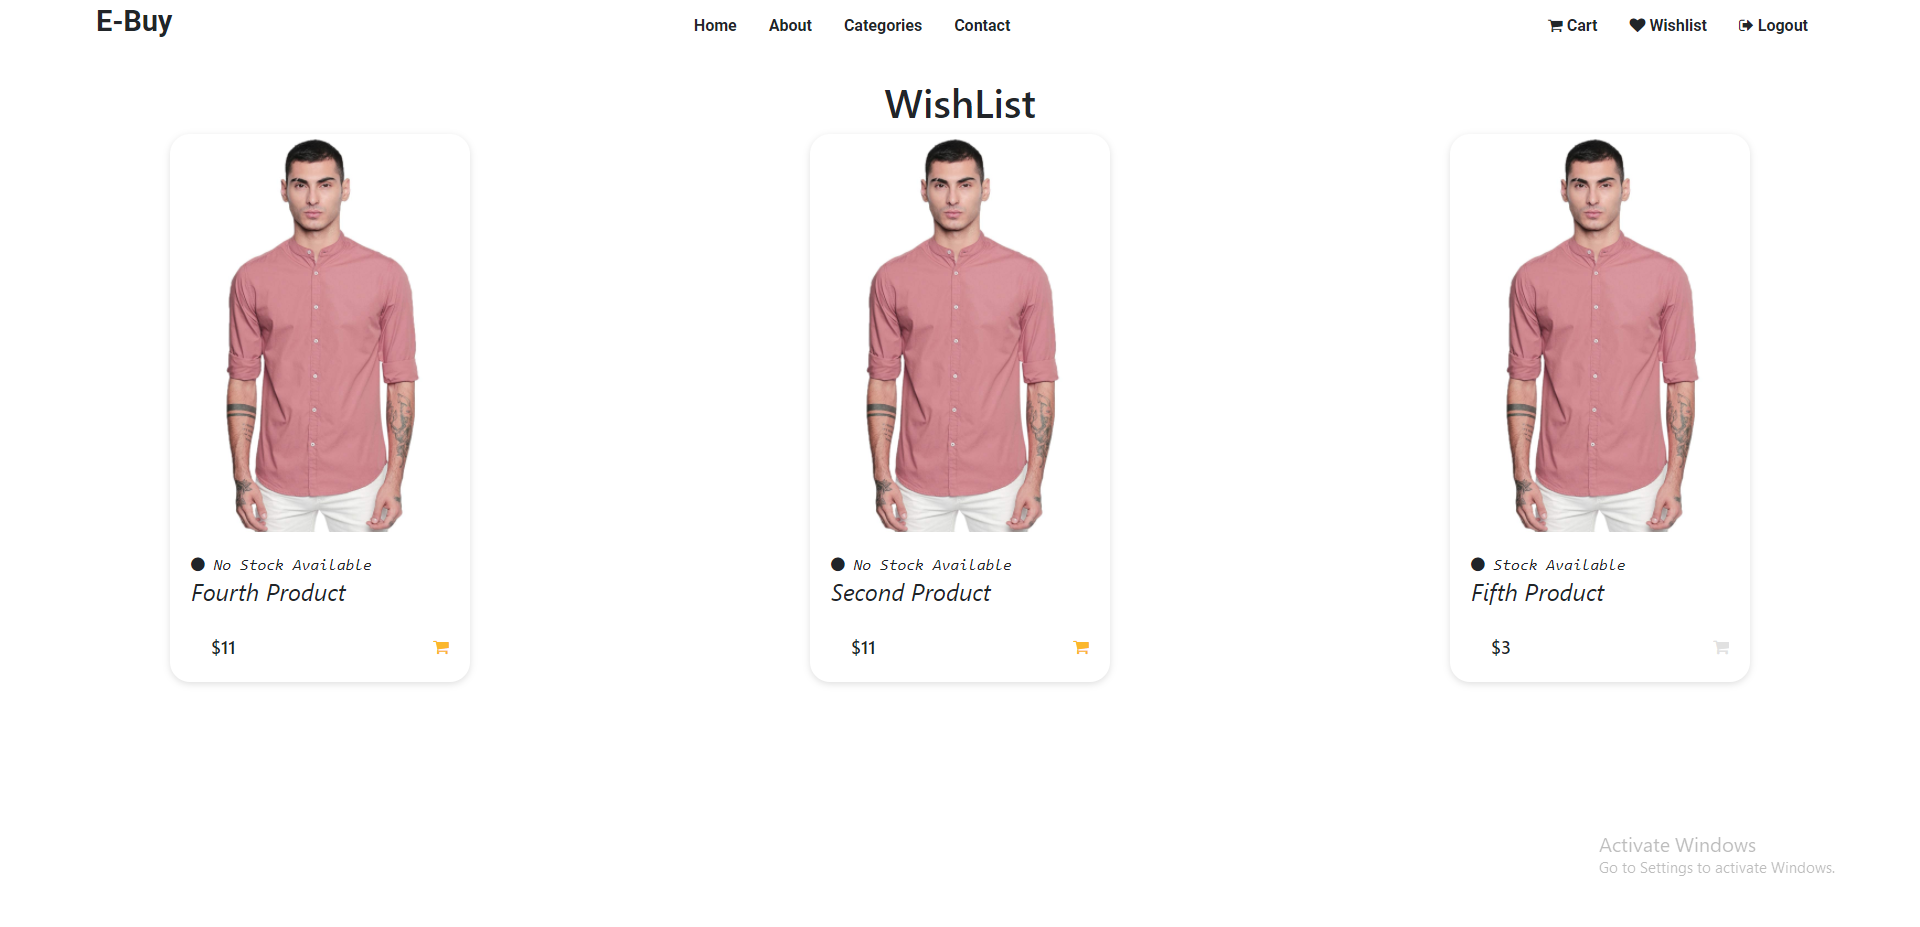 E-Buy
Home About Categories Contact
Cart Wishlist Logout
WishList
No Stock Available
Fourth Product
$11
No Stock Available
Second Product
$11
Stock Available
Fifth Product
$3
Activate Windows
Go to Settings to activate Windows.